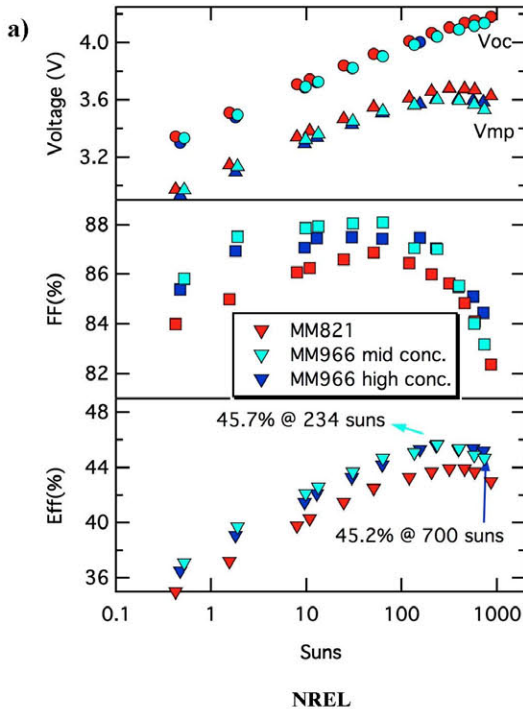 a)
Voltage (V)
4.0
3.6
3.2
Voc
Vmp
FF(%)
88
86
84
82
MM821
MM966 mid conc.
MM966 high conc.
Eff(%)
48
44
40
36
45.7% @ 234 suns
45.2% @ 700 suns
0.1
1
10
100
1000
Suns
NREL